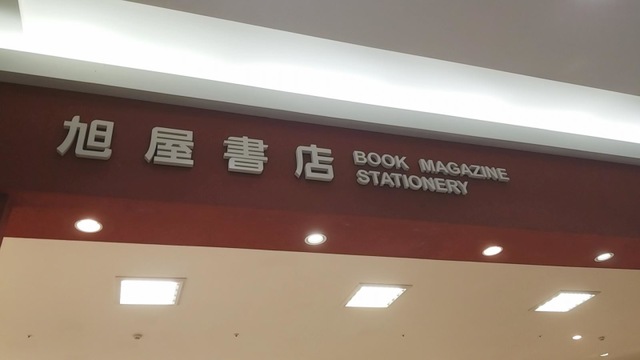 旭屋書店
BOOK MAGAZINE
STATIONERY